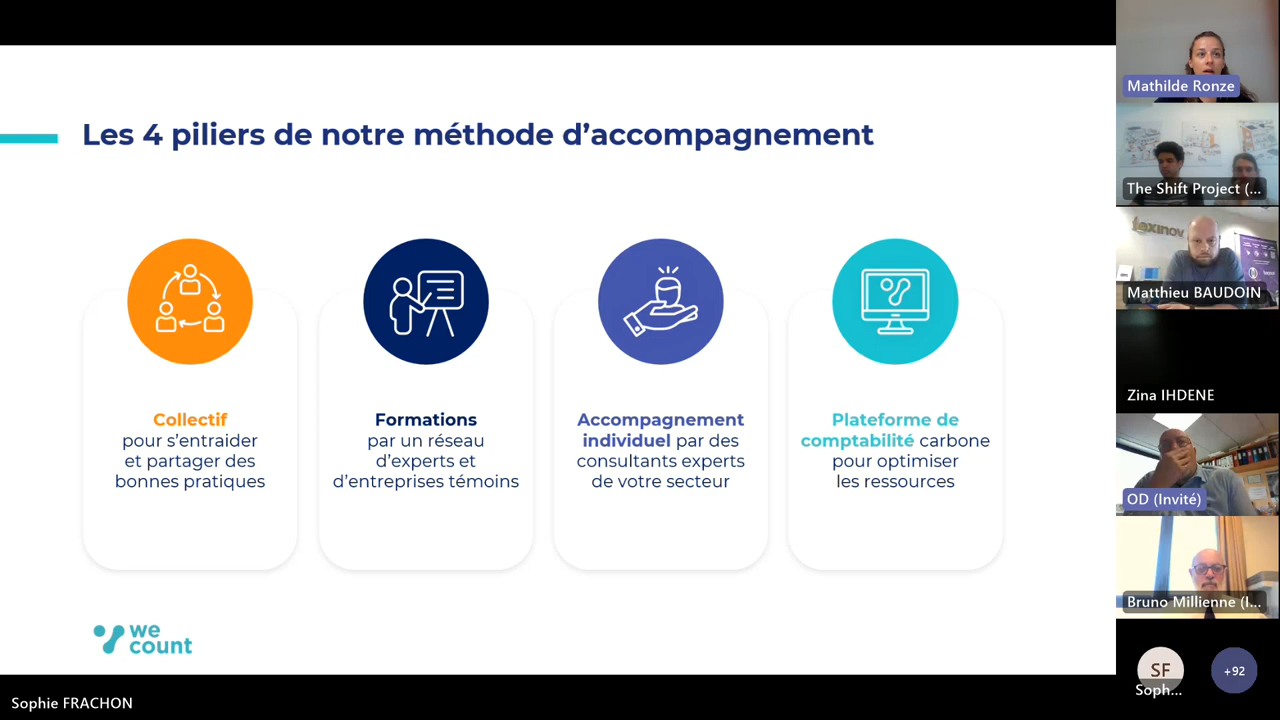 Les 4 piliers de notre méthode d'accompagnement
Collectif
pour s'entraider
et partager des
bonnes pratiques
Formations
par un réseau
d'experts et
d'entreprises témoins
Accompagnement
individuel par des
consultants experts
de votre secteur
Plateforme de
comptabilité carbone
pour optimiser
les ressources
we
count
Sophie FRACHON
Mathilde Ronze
The Shift Project (...
texinov
Matthieu BAUDOIN
Zina IHDENE
OD (Invité)
Bruno Millienne (I...
SF
Soph...
+92